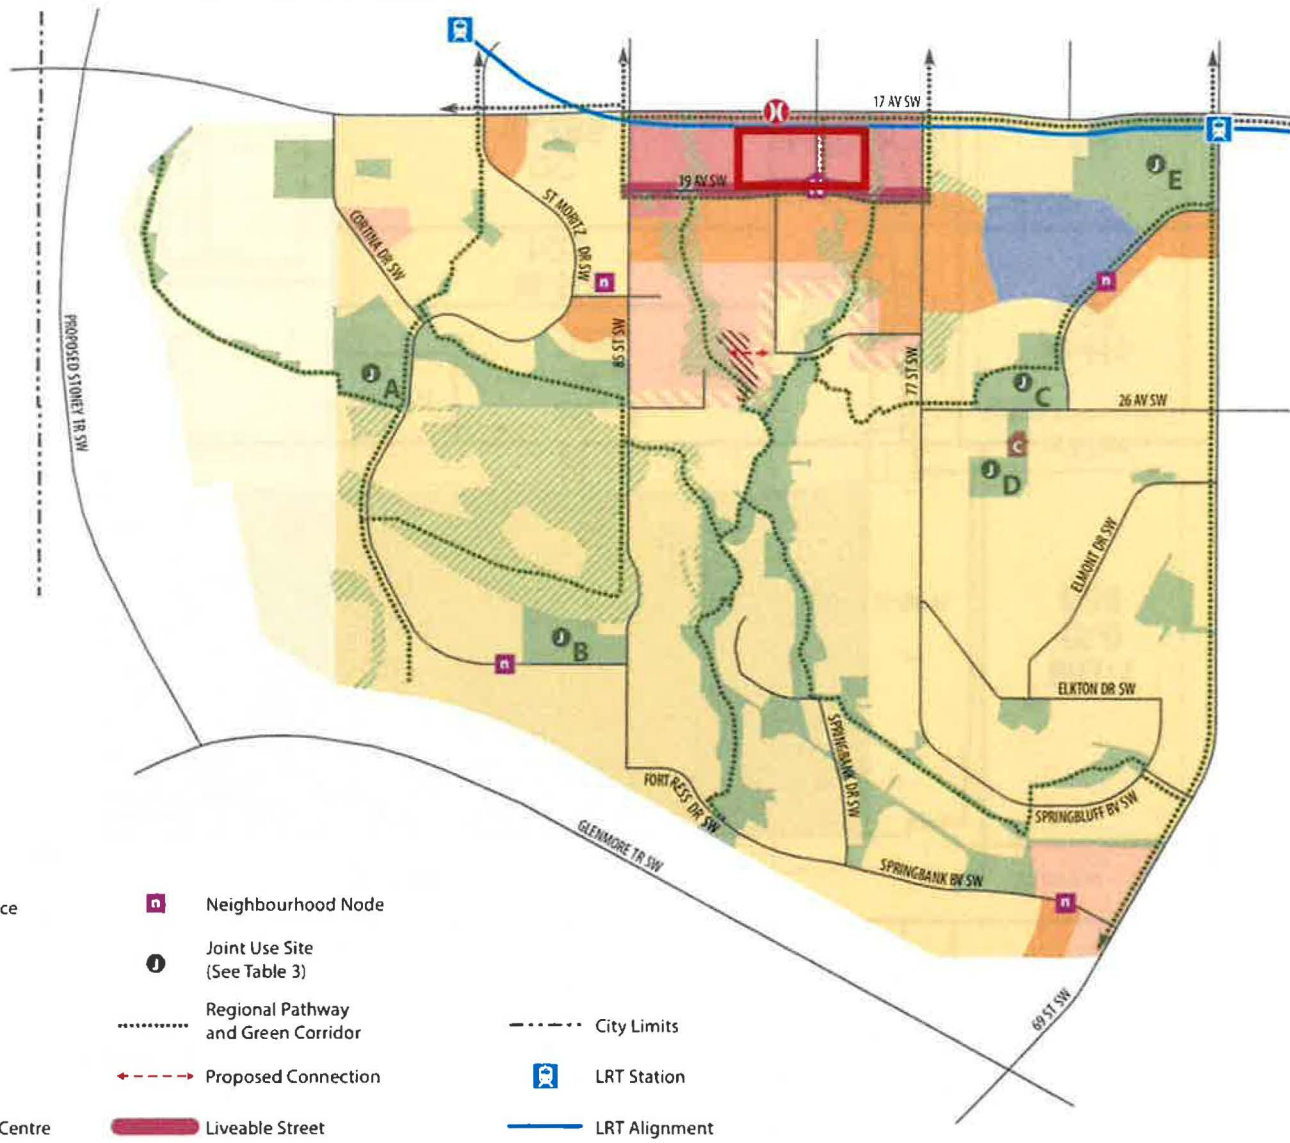 17 AV SW
J
E
19 AV SW
ST MORITZ DR SW
CORTINA DR SW
n
n
PROPOSED STONEY TR SW
85 ST SW
77 ST SW
J
A
J
C
26 AV SW
C
J
D
ELMONT DR SW
J
B
n
ELKTON DR SW
SPRINGBANK DR SW
FORTRESS DR SW
SPRINGBLUFF BV SW
GLENMORE TR SW
SPRINGBANK BV SW
n
69 ST SW
ce
n Neighbourhood Node
J Joint Use Site
(See Table 3)
Regional Pathway
and Green Corridor
City Limits
Proposed Connection
LRT Station
Centre
Liveable Street
LRT Alignment